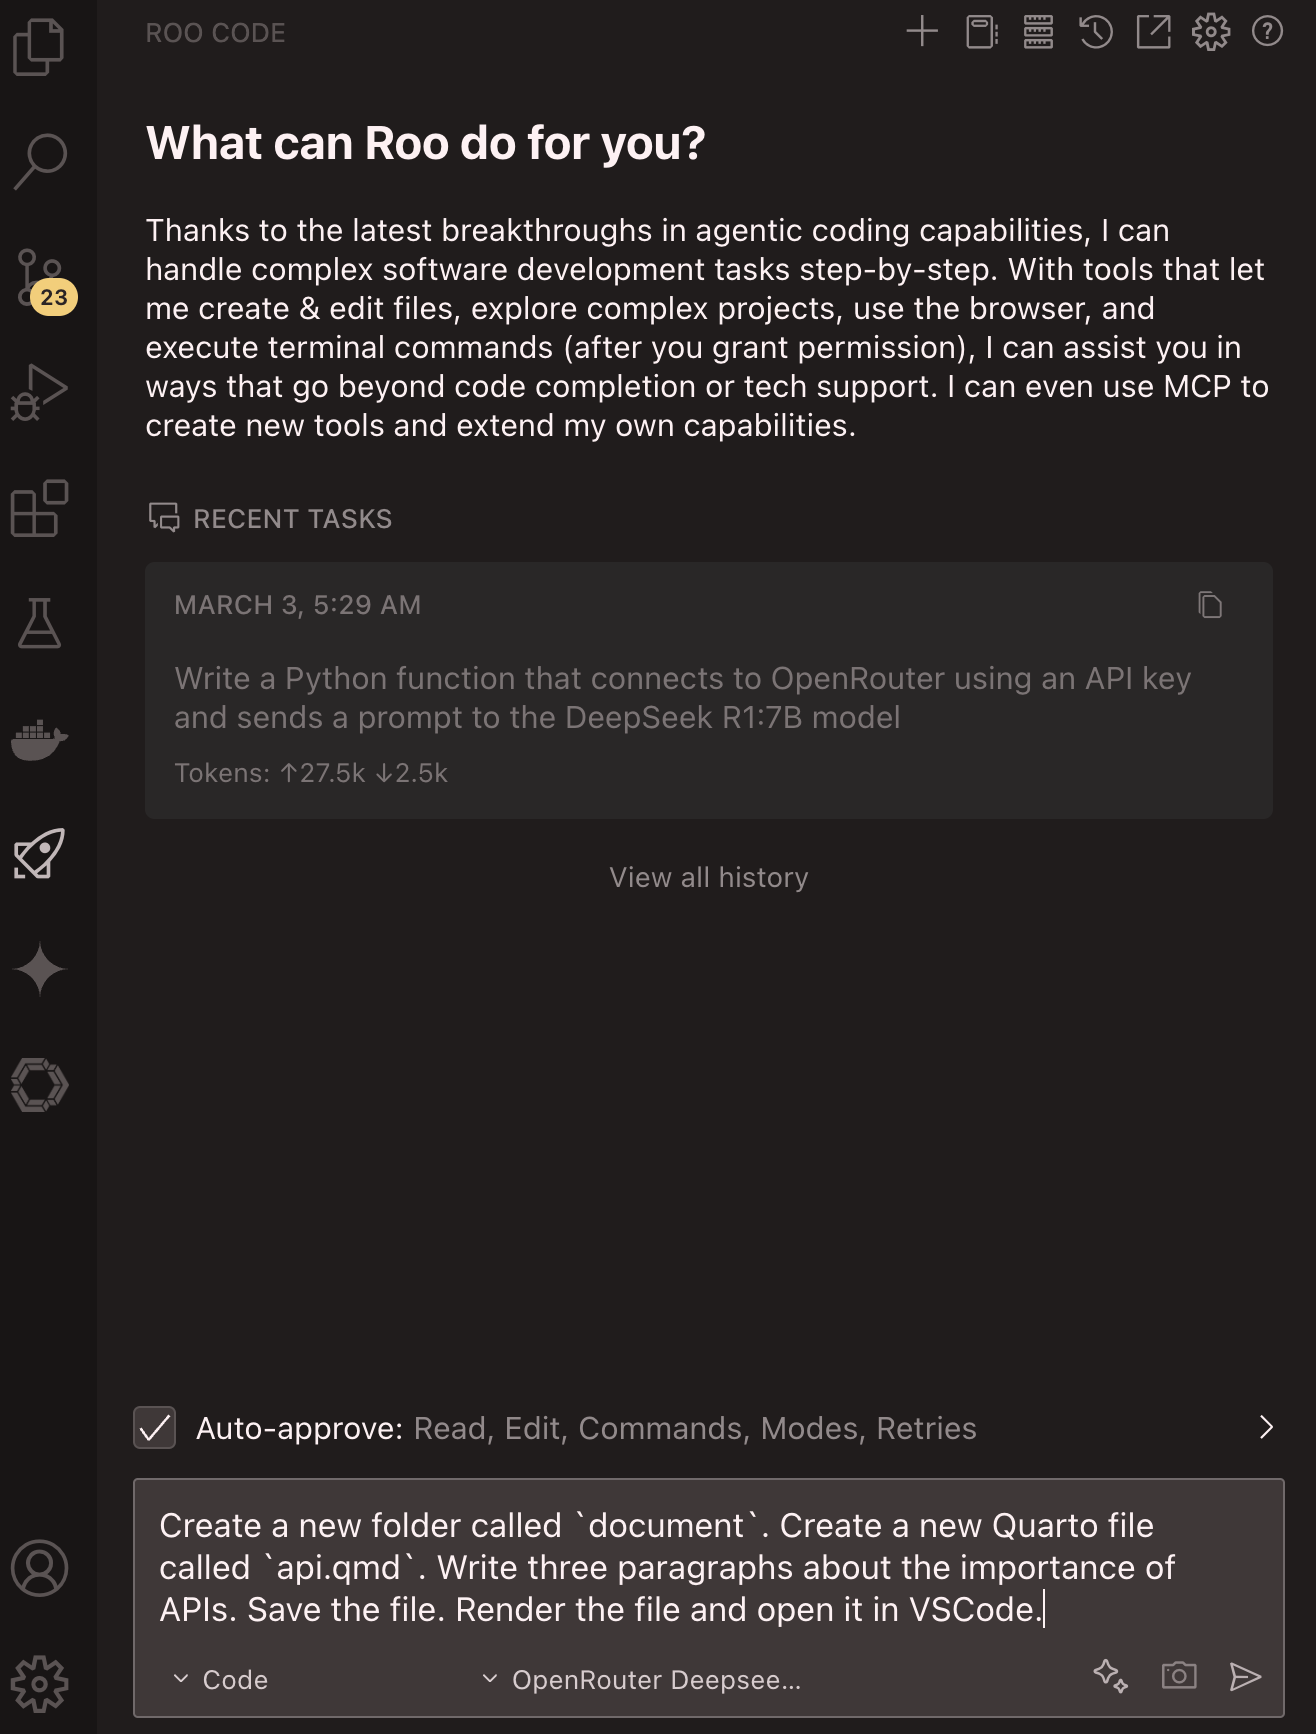 ROO CODE
What can Roo do for you?
Thanks to the latest breakthroughs in agentic coding capabilities, I can
handle complex software development tasks step-by-step. With tools that let
me create & edit files, explore complex projects, use the browser, and
execute terminal commands (after you grant permission), I can assist you in
ways that go beyond code completion or tech support. I can even use MCP to
create new tools and extend my own capabilities.
23
RECENT TASKS
MARCH 3, 5:29 AM
Write a Python function that connects to OpenRouter using an API key
and sends a prompt to the DeepSeek R1:7B model
Tokens: ↑27.5k ↓2.5k
View all history
Auto-approve: Read, Edit, Commands, Modes, Retries
Create a new folder called `document`. Create a new Quarto file
called `api.qmd`. Write three paragraphs about the importance of
APIs. Save the file. Render the file and open it in VSCode.
Code
OpenRouter Deepsee...